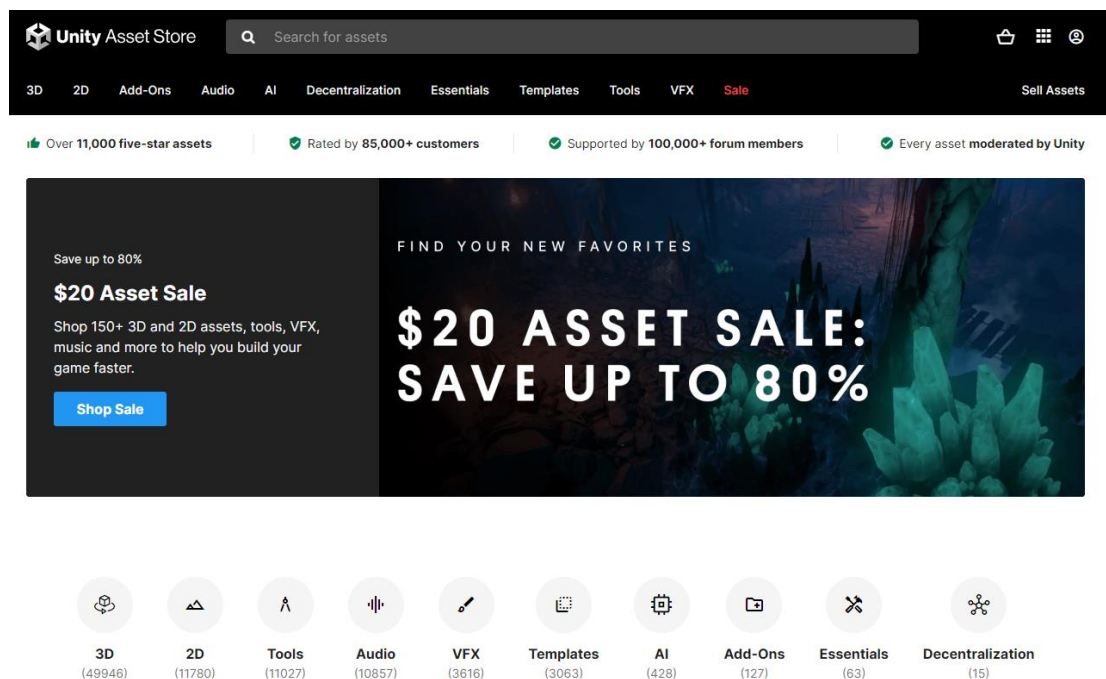 Unity Asset Store
Search for assets
3D 2D Add-Ons Audio AI Decentralization Essentials Templates Tools VFX Sale Sell Assets
Over 11,000 five-star assets Rated by 85,000+ customers Supported by 100,000+ forum members Every asset moderated by Unity
Save up to 80%
$20 Asset Sale
Shop 150+ 3D and 2D assets, tools, VFX,
music and more to help you build your
game faster.
Shop Sale
FIND YOUR NEW FAVORITES
$20 ASSET SALE:
SAVE UP TO 80%
3D 2D Tools Audio VFX Templates AI Add-Ons Essentials Decentralization
(49946) (11780) (11027) (10857) (3616) (3063) (428) (127) (63) (15)